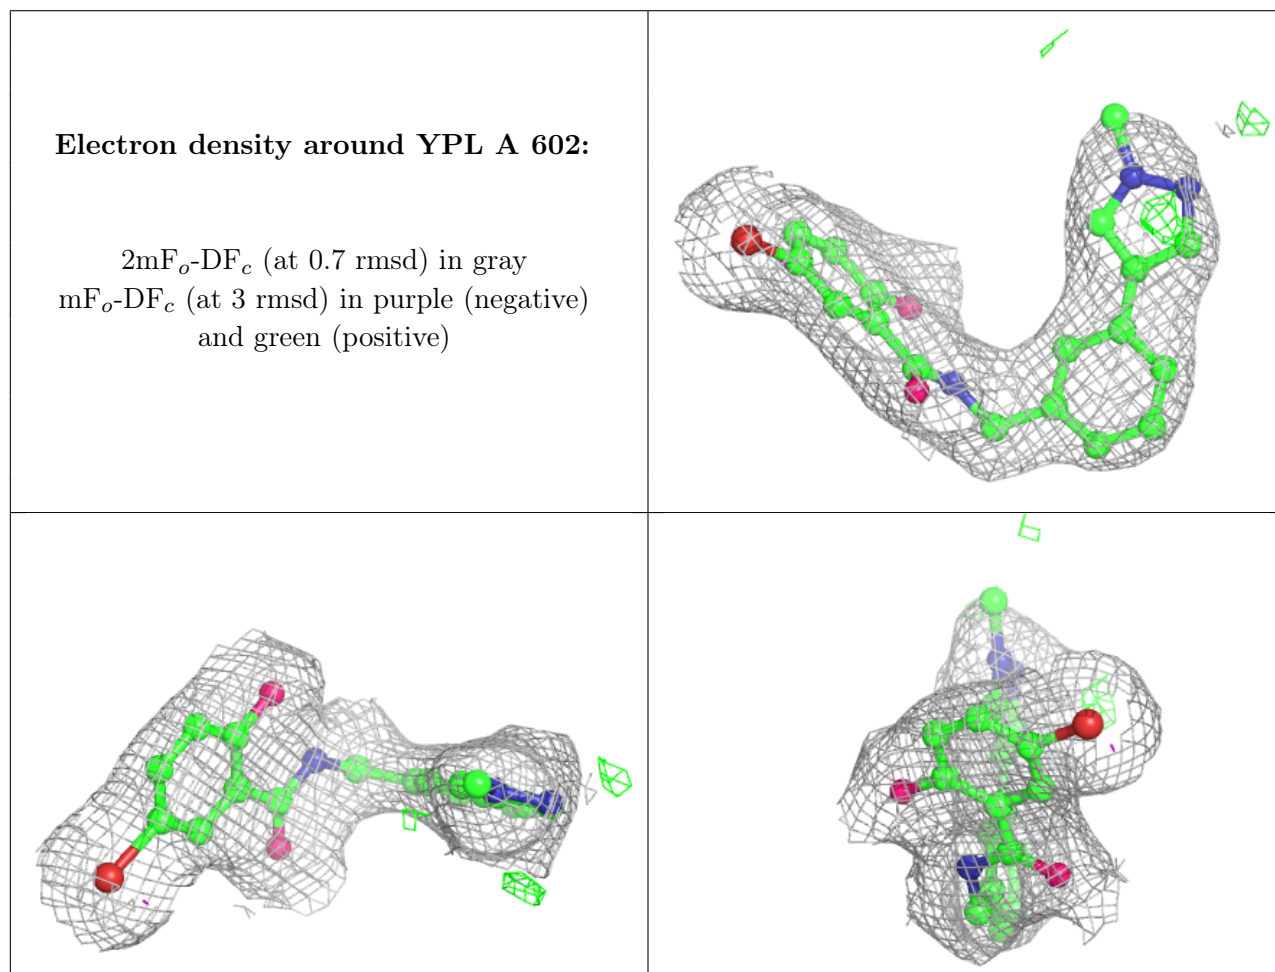 Electron density around YPL A 602:
2mFo-DFc (at 0.7 rmsd) in gray
mFo-DFc (at 3 rmsd) in purple (negative)
and green (positive)